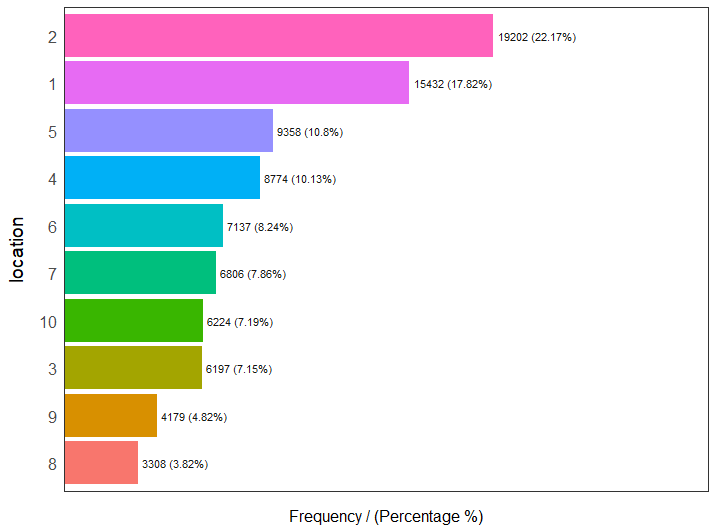 2 19202 (22.17%)
1 15432 (17.82%)
5 9358 (10.8%)
4 8774 (10.13%)
6 7137 (8.24%)
location
7 6806 (7.86%)
10 6224 (7.19%)
3 6197 (7.15%)
9 4179 (4.82%)
8 3308 (3.82%)
Frequency / (Percentage %)